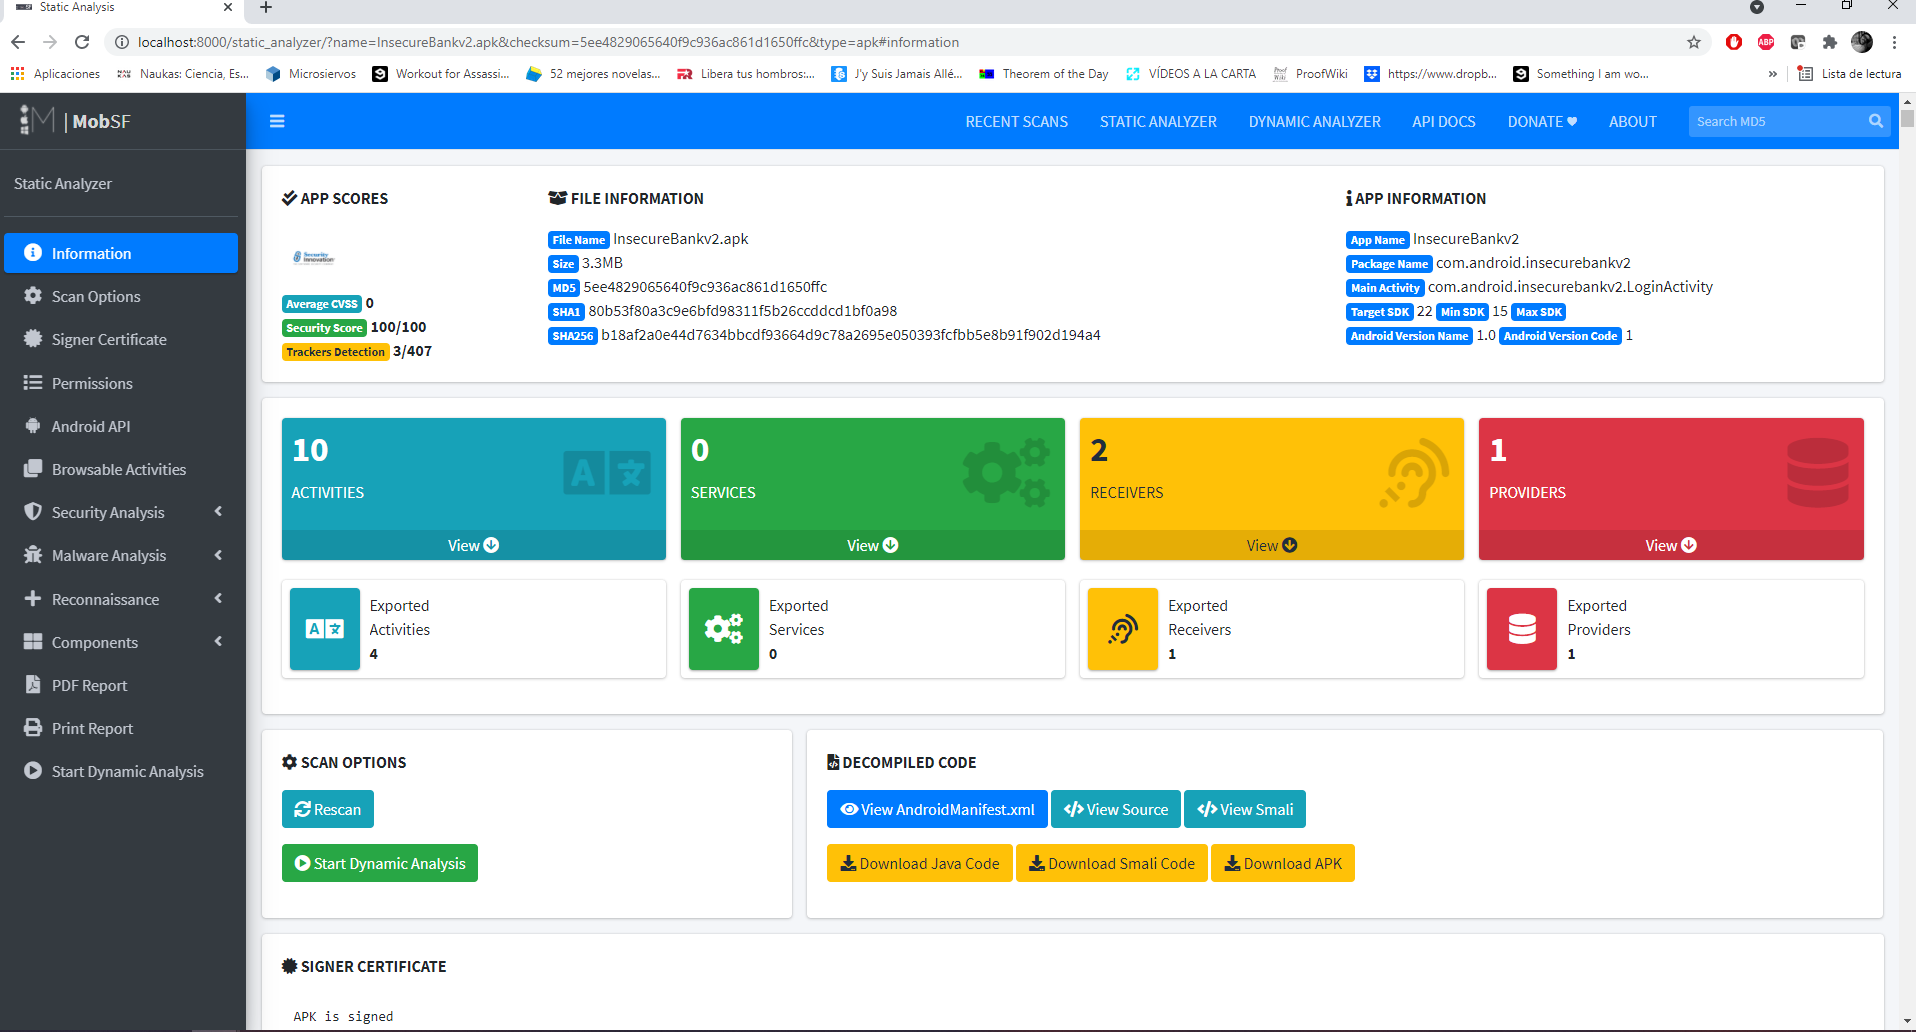 Static Analysis
localhost:8000/static_analyzer/?name=InsecureBankv2.apk&checksum=5ee4829065640f9c936ac861d1650ffc&type=apk#information
ABP
Aplicaciones
Naukas: Ciencia, Es...
Microsiervos
Workout for Assassi...
52 mejores novelas...
Libera tus hombros:...
J'y Suis Jamais Allé...
Theorem of the Day
VÍDEOS A LA CARTA
ProofWiki
https://www.dropb...
Something I am wo...
»
Lista de lectura
| MobSF
RECENT SCANS
STATIC ANALYZER
DYNAMIC ANALYZER
API DOCS
DONATE
ABOUT
Search MD5
Static Analyzer
Information
Scan Options
Signer Certificate
Permissions
Android API
Browsable Activities
Security Analysis
Malware Analysis
Reconnaissance
Components
PDF Report
Print Report
Start Dynamic Analysis
APP SCORES
Security Innovation
Average CVSS 0
Security Score 100/100
Trackers Detection 3/407
FILE INFORMATION
File Name InsecureBankv2.apk
Size 3.3MB
MD5 5ee4829065640f9c936ac861d1650ffc
SHA1 80b53f80a3c9e6bfd98311f5b26ccddcd1bf0a98
SHA256 b18af2a0e44d7634bbcdf93664d9c78a2695e050393fcfbb5e8b91f902d194a4
APP INFORMATION
App Name InsecureBankv2
Package Name com.android.insecurebankv2
Main Activity com.android.insecurebankv2.LoginActivity
Target SDK 22 Min SDK 15 Max SDK
Android Version Name 1.0 Android Version Code 1
10
ACTIVITIES
View
0
SERVICES
View
2
RECEIVERS
View
1
PROVIDERS
View
Exported
Activities
4
Exported
Services
0
Exported
Receivers
1
Exported
Providers
1
SCAN OPTIONS
Rescan
Start Dynamic Analysis
DECOMPILED CODE
View AndroidManifest.xml
View Source
View Smali
Download Java Code
Download Smali Code
Download APK
SIGNER CERTIFICATE
APK is signed